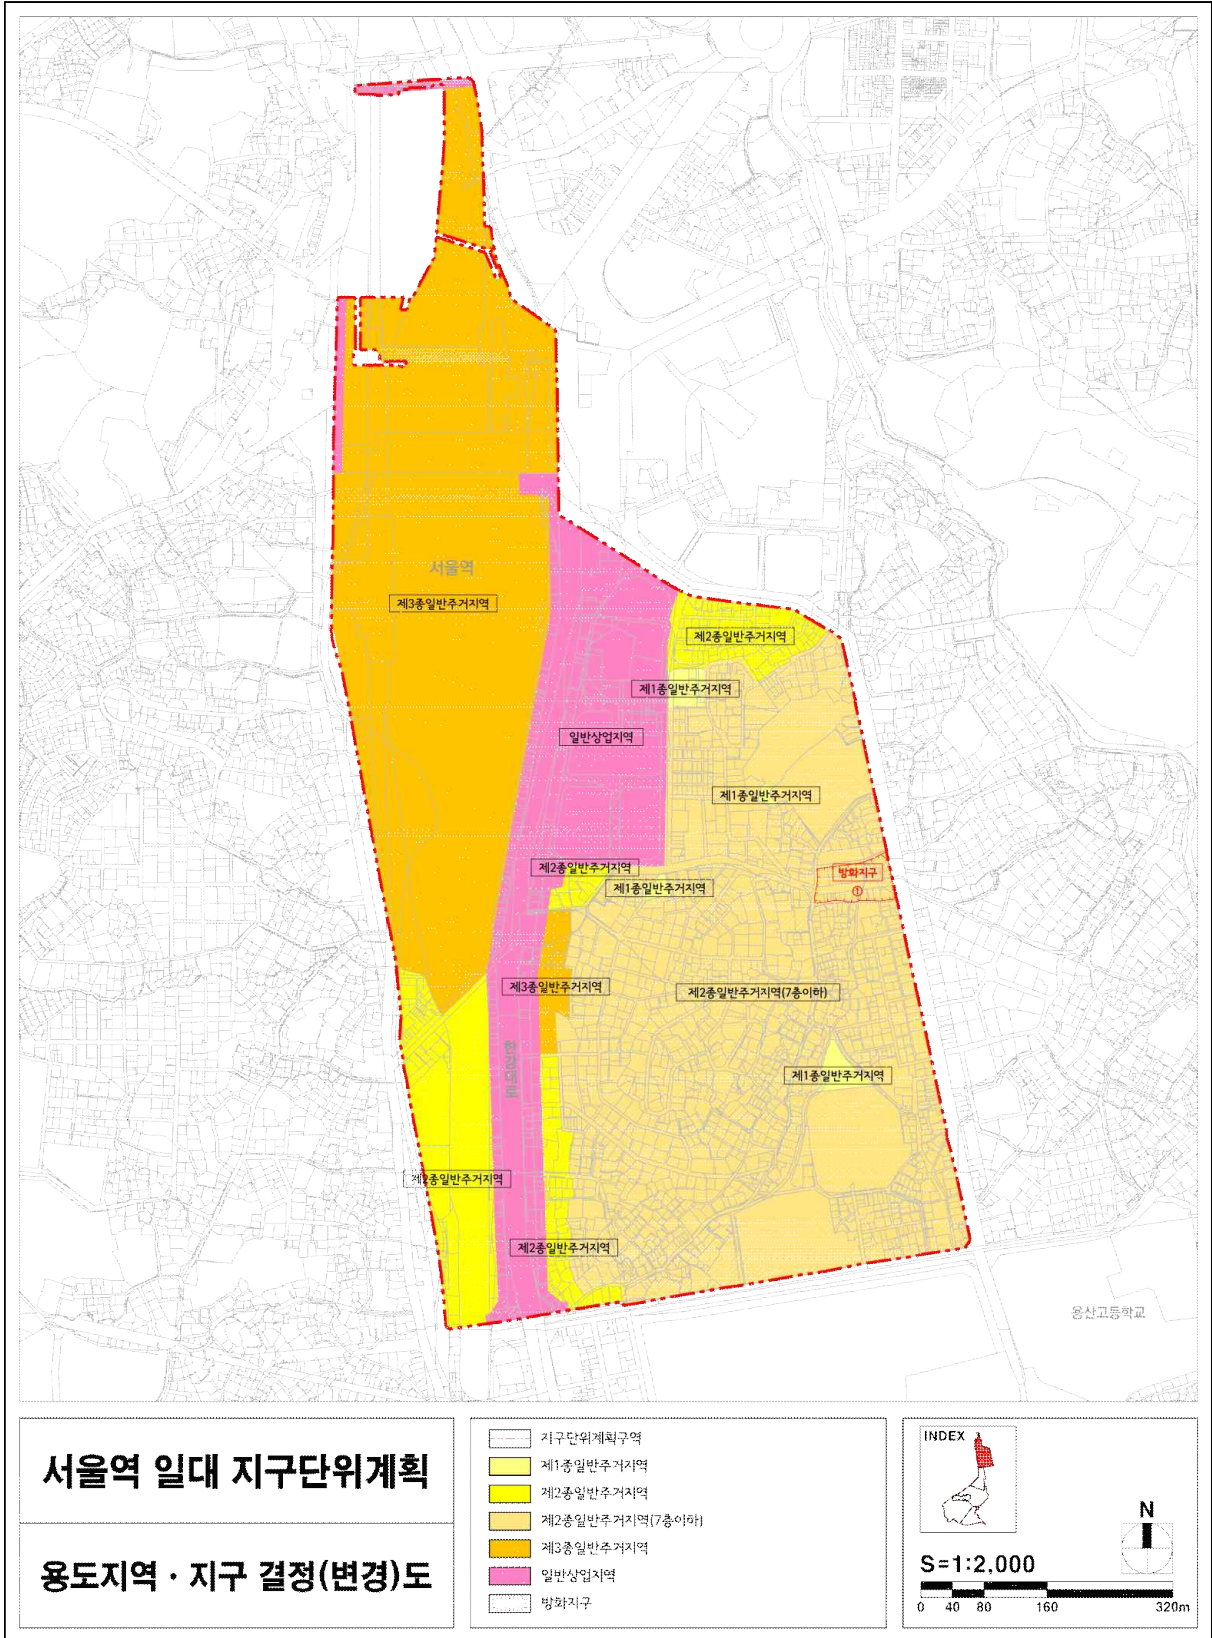 서울역
제3종일반주거지역
제2종일반주거지역
제1종일반주거지역
일반상업지역
제1종일반주거지역
제2종일반주거지역
제1종일반주거지역
방화지구
①
제3종일반주거지역
제2종일반주거지역(7층이하)
한강대로
제1종일반주거지역
제2종일반주거지역
제2종일반주거지역
용산고등학교
서울역 일대 지구단위계획
용도지역 · 지구 결정(변경)도
지구단위계획구역
제1종일반주거지역
제2종일반주거지역
제2종일반주거지역(7층이하)
제3종일반주거지역
일반상업지역
방화지구
INDEX
N
S=1:2,000
0 40 80 160 320m